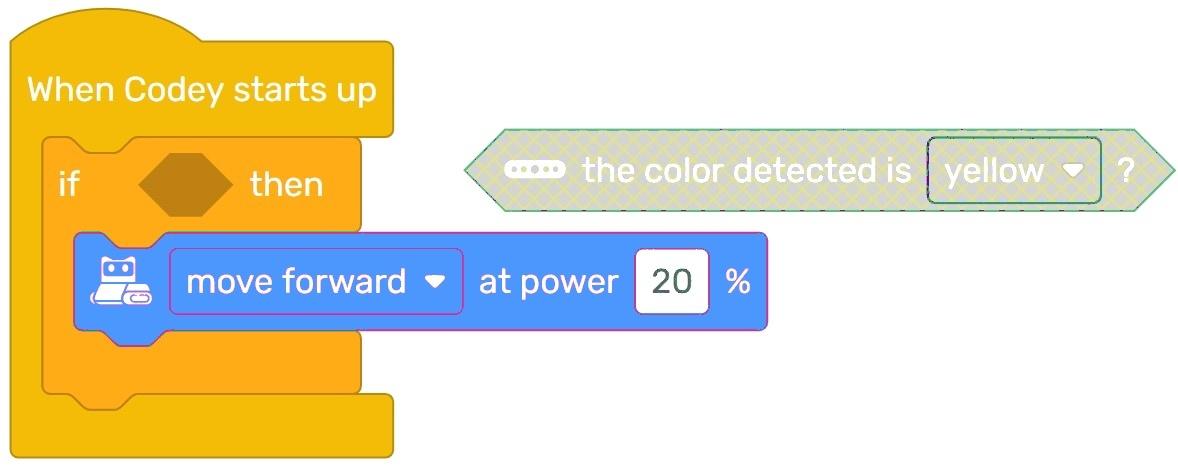 When Codey starts up
if then
the color detected is yellow ?
move forward at power 20 %